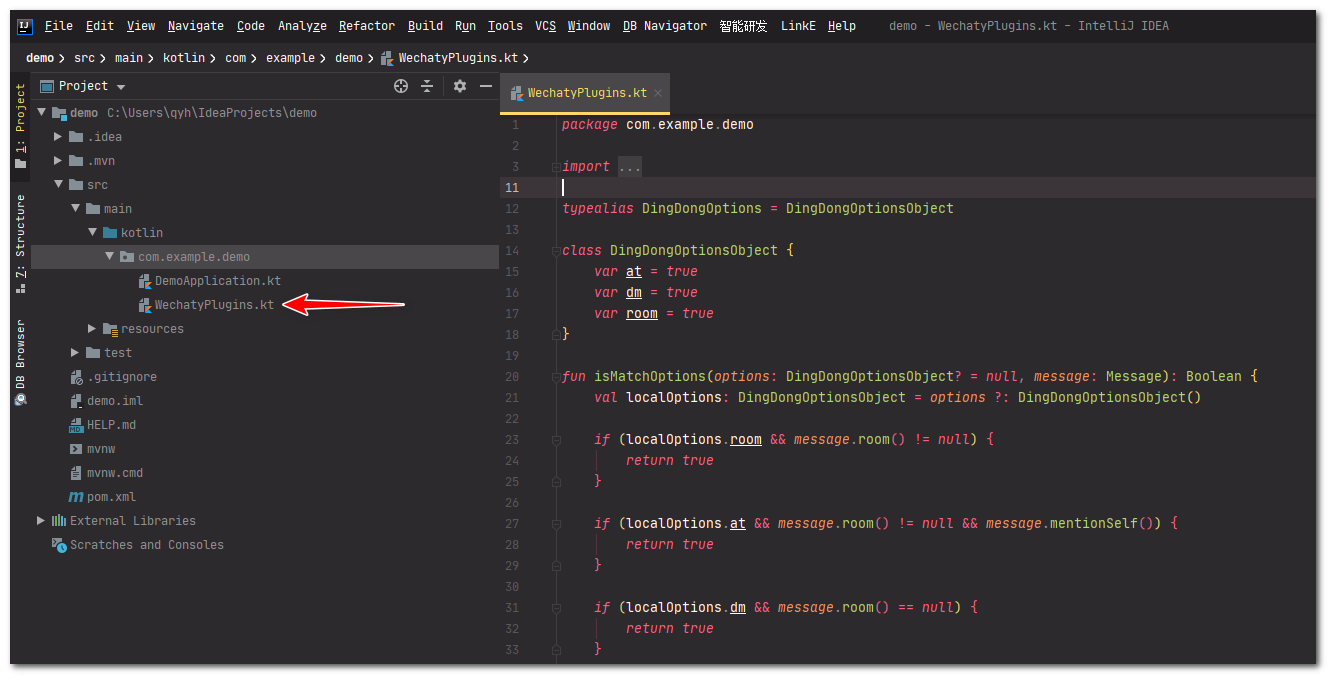 File Edit View Navigate Code Analyze Refactor Build Run Tools VCS Window DB Navigator 智能研发 LinkE Help demo - WechatyPlugins.kt - IntelliJ IDEA
demo src main kotlin com example demo WechatyPlugins.kt
1: Project
7: Structure
DB Browser
Project
demo C:\Users\qyh\IdeaProjects\demo
.idea
.mvn
src
main
kotlin
com.example.demo
DemoApplication.kt
WechatyPlugins.kt
resources
test
.gitignore
demo.iml
HELP.md
mvnw
mvnw.cmd
pom.xml
External Libraries
Scratches and Consoles
WechatyPlugins.kt
1 package com.example.demo
2
3 import ...
11
12 typealias DingDongOptions = DingDongOptionsObject
13
14 class DingDongOptionsObject {
15 var at = true
16 var dm = true
17 var room = true
18 }
19
20 fun isMatchOptions(options: DingDongOptionsObject? = null, message: Message): Boolean {
21 val localOptions: DingDongOptionsObject = options ?: DingDongOptionsObject()
22
23 if (localOptions.room && message.room() != null) {
24 return true
25 }
26
27 if (localOptions.at && message.room() != null && message.mentionSelf()) {
28 return true
29 }
30
31 if (localOptions.dm && message.room() == null) {
32 return true
33 }